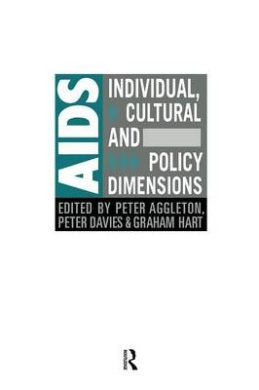 AIDS
INDIVIDUAL,
CULTURAL
AND
POLICY
DIMENSIONS
EDITED BY PETER AGGLETON,
PETER DAVIES & GRAHAM HART